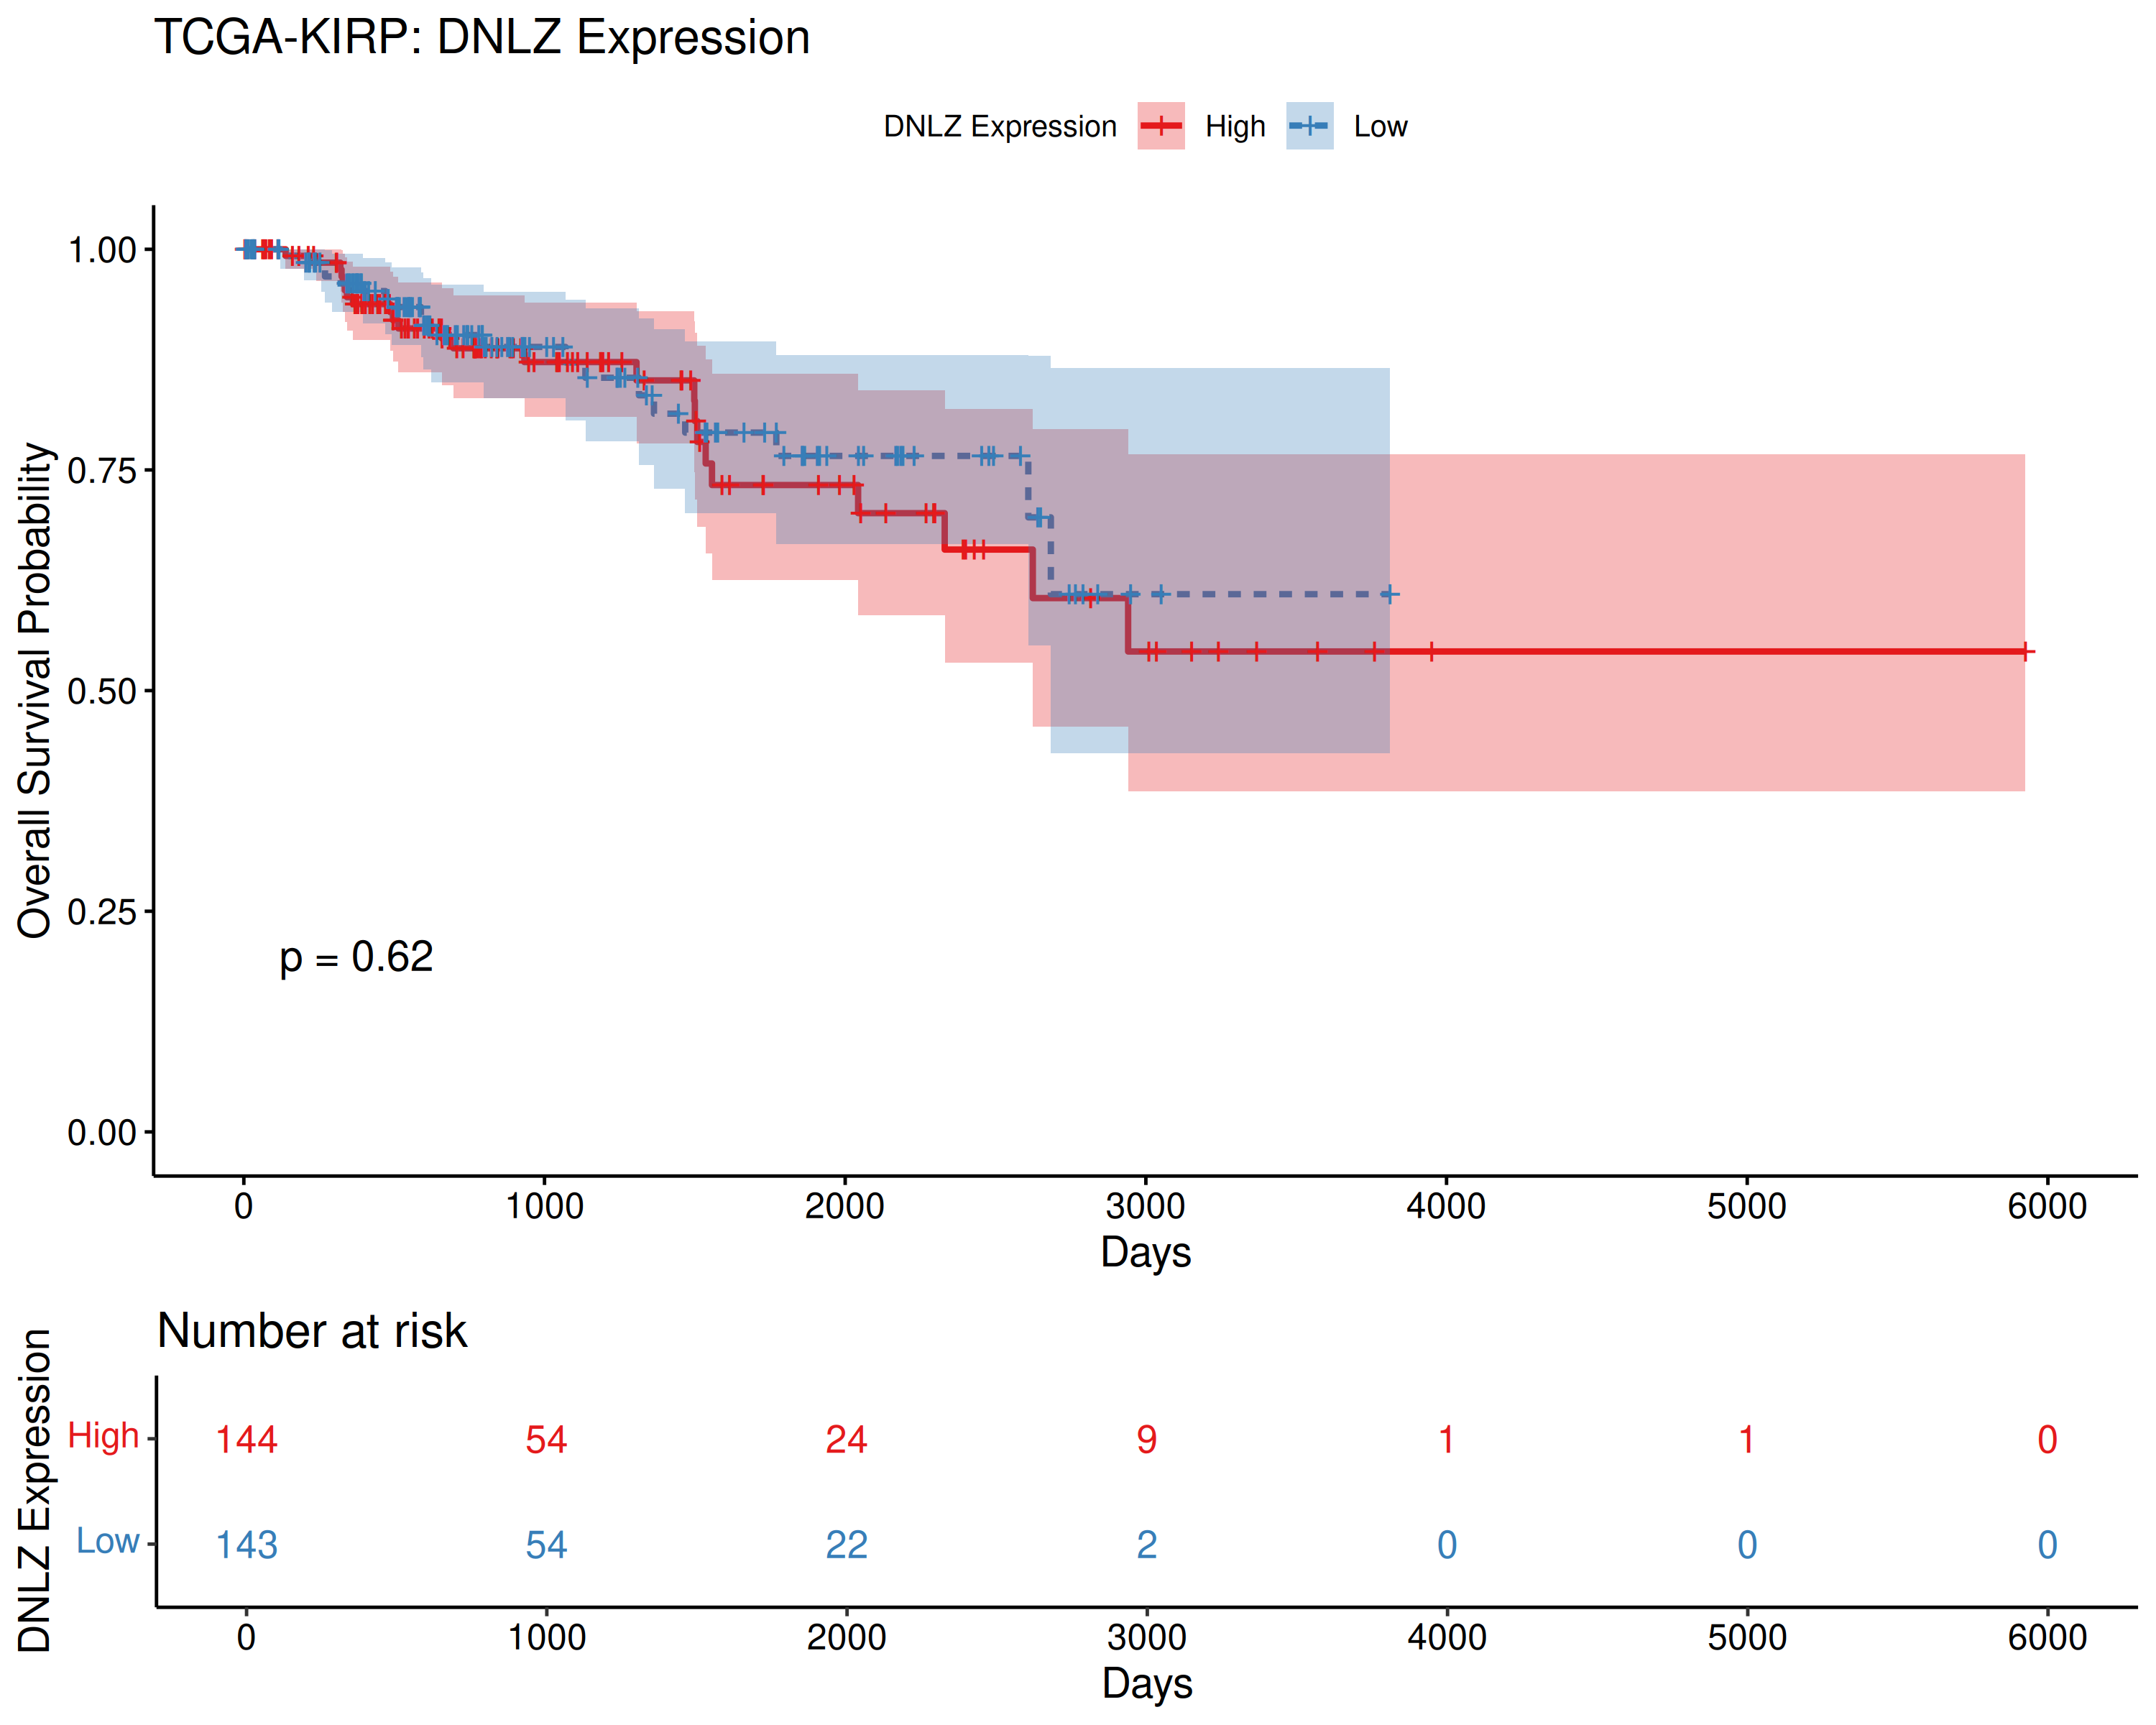 TCGA-KIRP: DNLZ Expression
DNLZ Expression High Low
Overall Survival Probability
1.00
0.75
0.50
0.25
0.00
p = 0.62
0 1000 2000 3000 4000 5000 6000
Days
Number at risk
DNLZ Expression
High 144 54 24 9 1 1 0
Low 143 54 22 2 0 0 0
0 1000 2000 3000 4000 5000 6000
Days